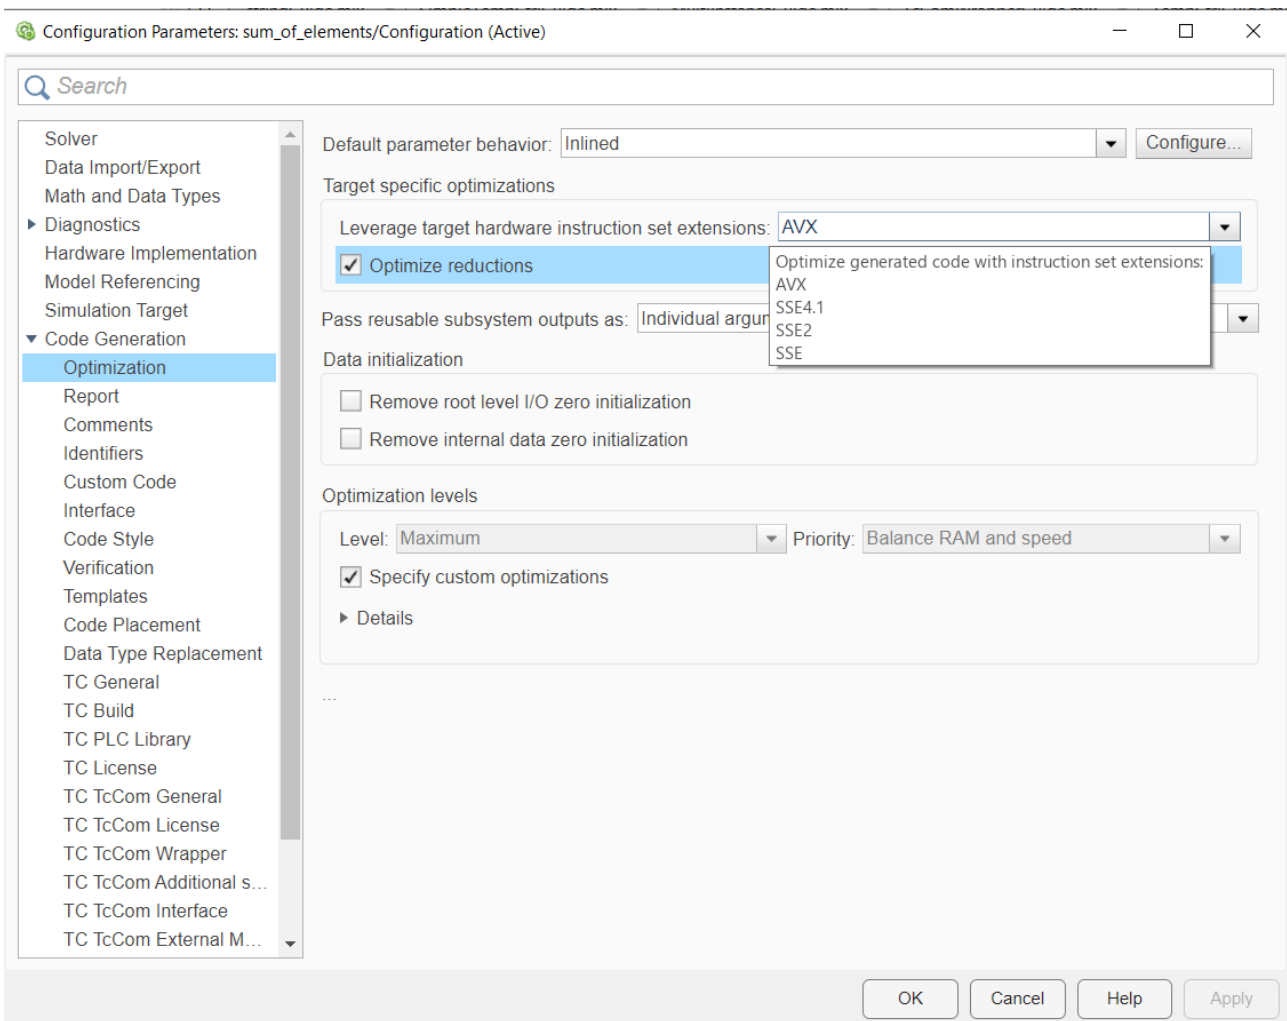 Configuration Parameters: sum_of_elements/Configuration (Active)
Search
Solver
Data Import/Export
Math and Data Types
Diagnostics
Hardware Implementation
Model Referencing
Simulation Target
Code Generation
Optimization
Report
Comments
Identifiers
Custom Code
Interface
Code Style
Verification
Templates
Code Placement
Data Type Replacement
TC General
TC Build
TC PLC Library
TC License
TC TcCom General
TC TcCom License
TC TcCom Wrapper
TC TcCom Additional s...
TC TcCom Interface
TC TcCom External M...
Default parameter behavior: Inlined Configure...
Target specific optimizations
Leverage target hardware instruction set extensions: AVX
Optimize reductions
Optimize generated code with instruction set extensions:
AVX
SSE4.1
SSE2
SSE
Pass reusable subsystem outputs as: Individual
Data initialization
Remove root level I/O zero initialization
Remove internal data zero initialization
Optimization levels
Level: Maximum Priority: Balance RAM and speed
Specify custom optimizations
Details
...
OK Cancel Help Apply